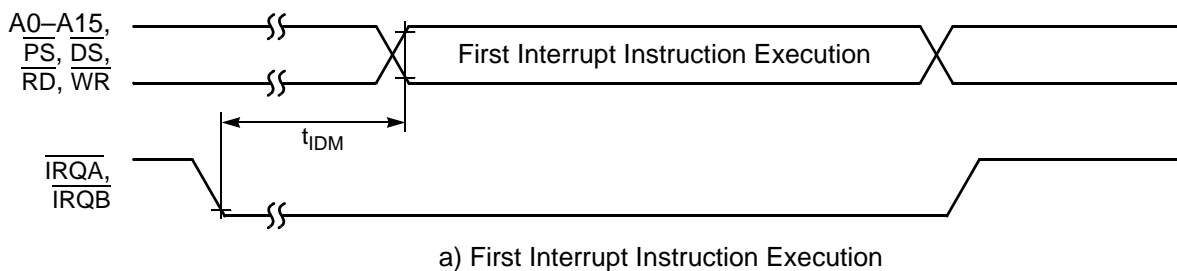 A0–A15,
PS, DS,
RD, WR
First Interrupt Instruction Execution
tIDM
IRQA,
IRQB
a) First Interrupt Instruction Execution